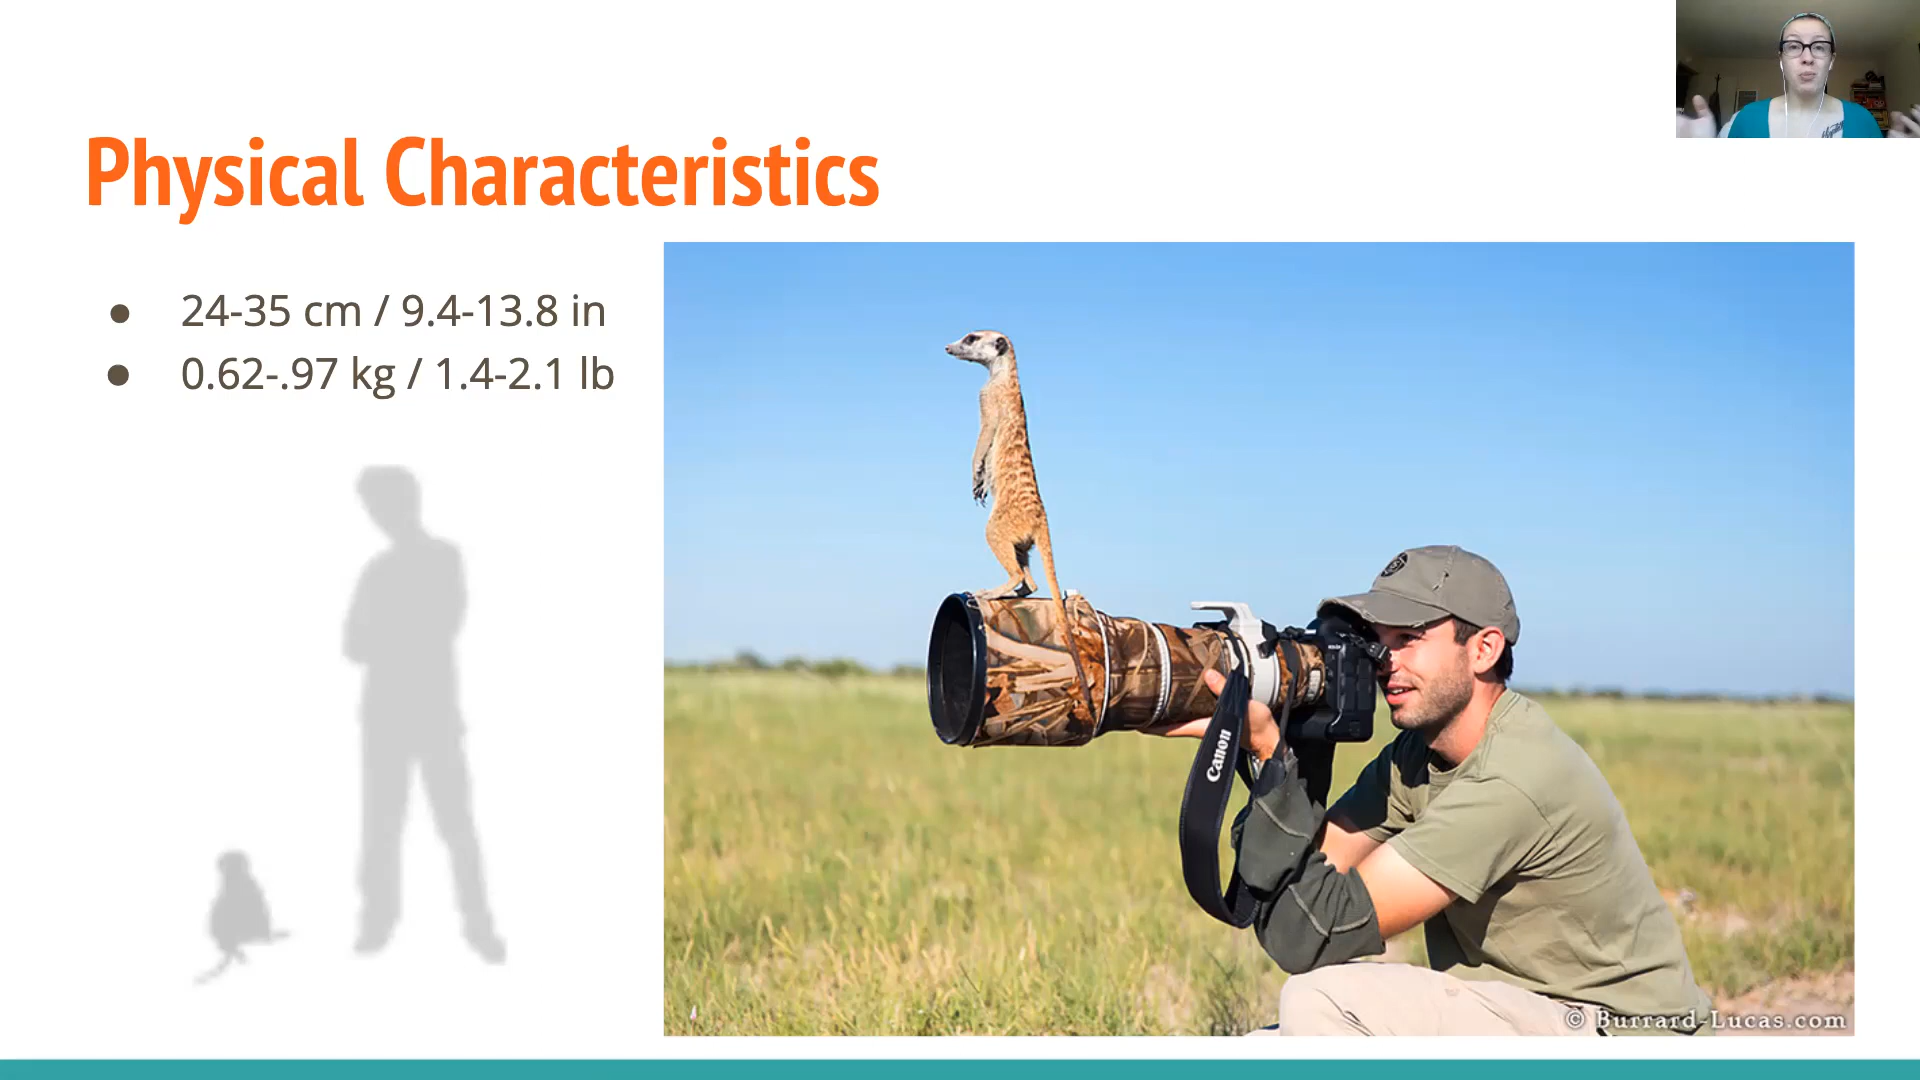 Physical Characteristics
● 24-35 cm / 9.4-13.8 in
● 0.62-.97 kg / 1.4-2.1 lb
Canon
© Burrard-Lucas.com